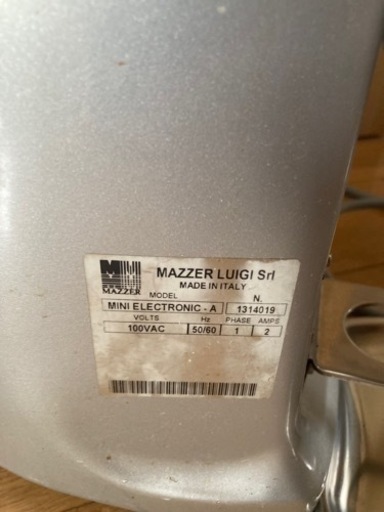 MAZZER
MAZZER LUIGI Srl
MADE IN ITALY
MODEL N.
MINI ELECTRONIC - A 1314019
VOLTS Hz PHASE AMPS
100VAC 50/60 1 2